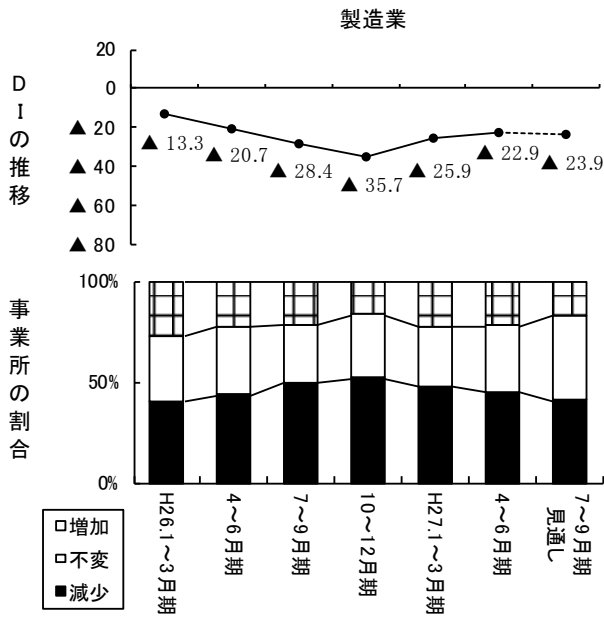 製造業
DIの推移
20
0
▲ 20
▲ 40
▲ 60
▲ 80
▲ 13.3
▲ 20.7
▲ 28.4
▲ 35.7
▲ 25.9
▲ 22.9
▲ 23.9
事業所の割合
100%
50%
0%
H26.1～3月期
4～6月期
7～9月期
10～12月期
H27.1～3月期
4～6月期
7～9月期
見通し
□増加
□不変
■減少